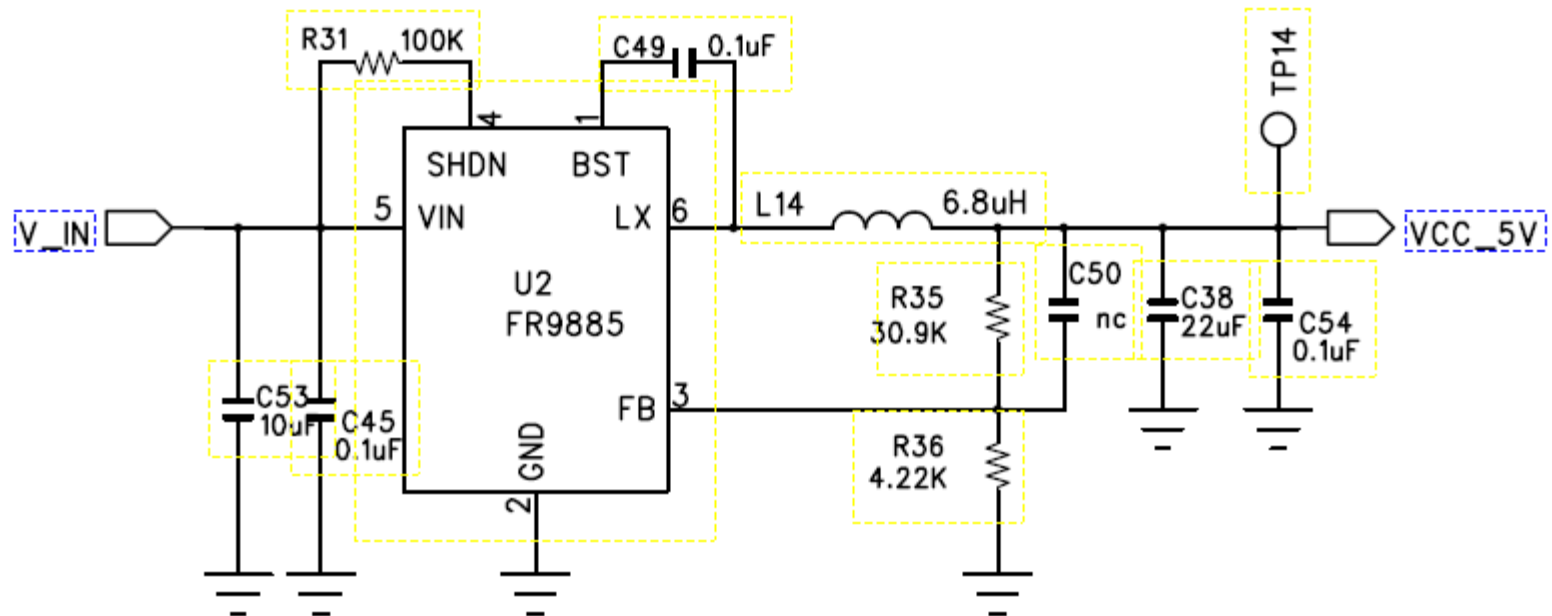 R31 100K
C49 0.1uF
TP14
4
1
SHDN BST
V_IN
5 VIN
LX 6
L14 6.8uH
VCC_5V
U2
FR9885
R35
30.9K
C50
nc
C38
22uF
C54
0.1uF
C53
10uF
C45
0.1uF
FB 3
R36
4.22K
GND
2